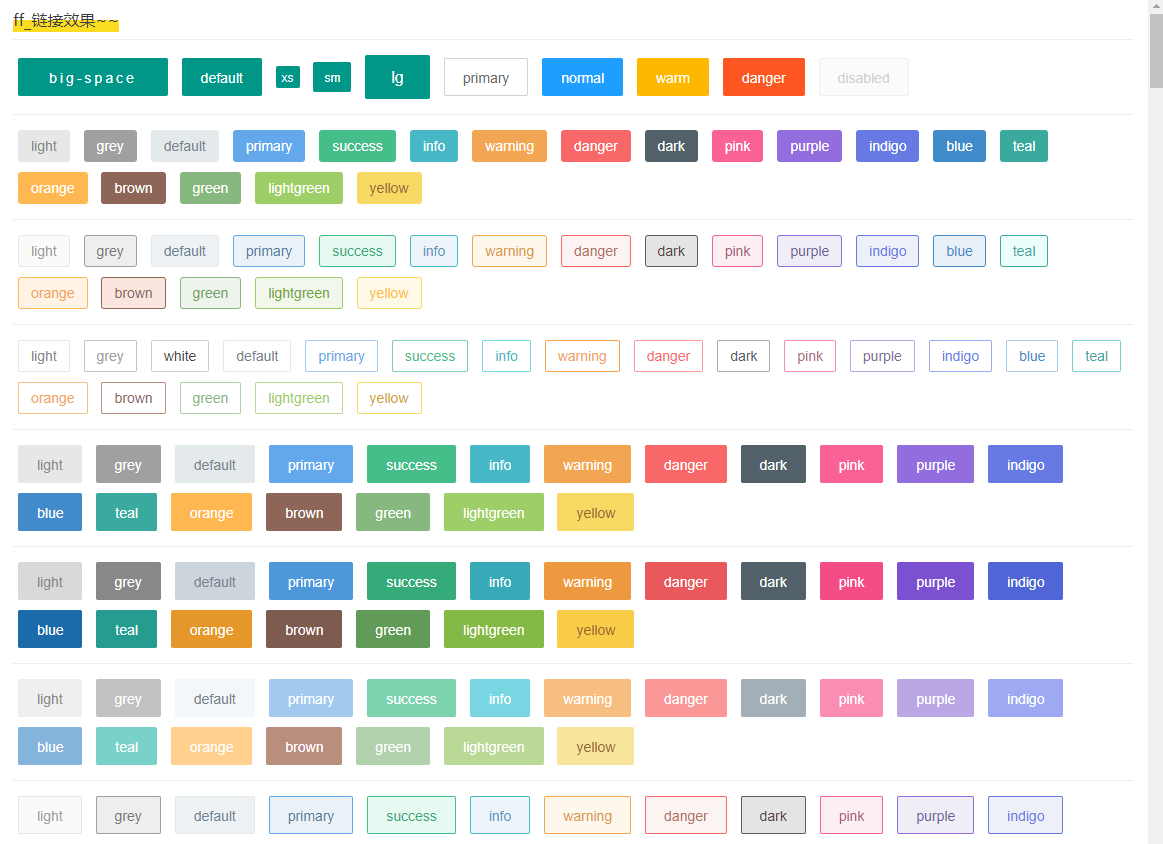 ff_链接效果~~
big-space default xs sm lg primary normal warm danger disabled
light grey default primary success info warning danger dark pink purple indigo blue teal
orange brown green lightgreen yellow
light grey default primary success info warning danger dark pink purple indigo blue teal
orange brown green lightgreen yellow
light grey white default primary success info warning danger dark pink purple indigo blue teal
orange brown green lightgreen yellow
light grey default primary success info warning danger dark pink purple indigo
blue teal orange brown green lightgreen yellow
light grey default primary success info warning danger dark pink purple indigo
blue teal orange brown green lightgreen yellow
light grey default primary success info warning danger dark pink purple indigo
blue teal orange brown green lightgreen yellow
light grey default primary success info warning danger dark pink purple indigo